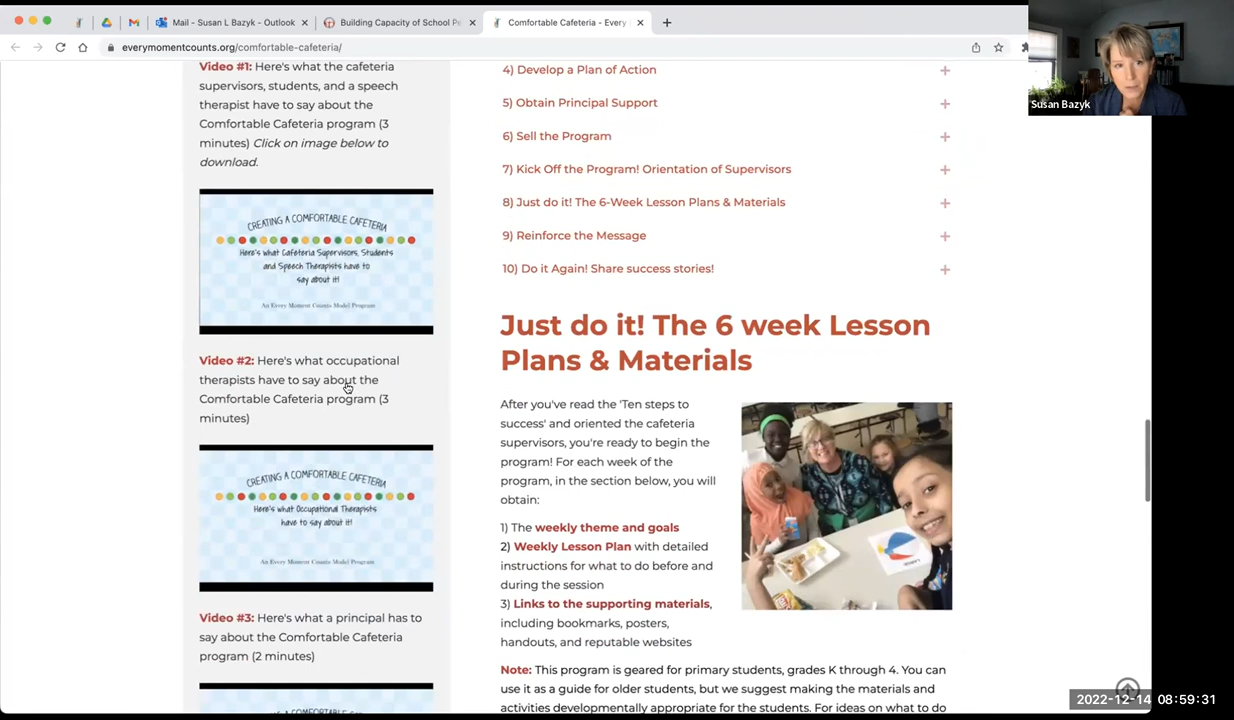 Mail - Susan L Bazyk - Outlook
Building Capacity of School Pe
Comfortable Cafeteria - Every
everymomentcounts.org/comfortable-cafeteria/
Susan Bazyk
Video #1: Here's what the cafeteria
supervisors, students, and a speech
therapist have to say about the
Comfortable Cafeteria program (3
minutes) Click on image below to
download.
CREATING A COMFORTABLE CAFETERIA
Here's what Cafeteria Supervisors, Students
and Speech Therapists have to
say about it!
An Every Moment Counts Model Program
Video #2: Here's what occupational
therapists have to say about the
Comfortable Cafeteria program (3
minutes)
CREATING A COMFORTABLE CAFETERIA
Here's what Occupational Therapists
have to say about it!
An Every Moment Counts Model Program
Video #3: Here's what a principal has to
say about the Comfortable Cafeteria
program (2 minutes)
4) Develop a Plan of Action
5) Obtain Principal Support
6) Sell the Program
7) Kick Off the Program! Orientation of Supervisors
8) Just do it! The 6-Week Lesson Plans & Materials
9) Reinforce the Message
10) Do it Again! Share success stories!
Just do it! The 6 week Lesson
Plans & Materials
After you've read the 'Ten steps to
success' and oriented the cafeteria
supervisors, you're ready to begin the
program! For each week of the
program, in the section below, you will
obtain:
1) The weekly theme and goals
2) Weekly Lesson Plan with detailed
instructions for what to do before and
during the session
3) Links to the supporting materials,
including bookmarks, posters,
handouts, and reputable websites
Note: This program is geared for primary students, grades K through 4. You can
use it as a guide for older students, but we suggest making the materials and
activities developmentally appropriate for the students. For ideas on what to do
2022-12-14 08:59:31